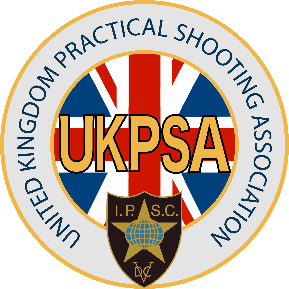 UNITED KINGDOM PRACTICAL SHOOTING ASSOCIATION
UKPSA
I.P.S.C.
DVC